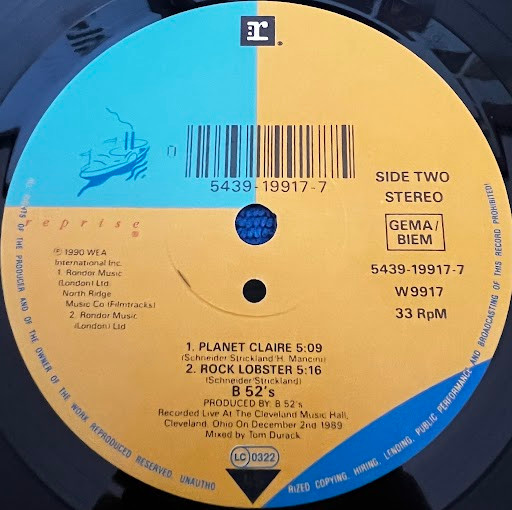 r
5439-19917-7
SIDE TWO
STEREO
GEMA/
BIEM
5439-19917-7
W9917
33 RpM
reprise
℗ 1990 WEA
International Inc.
1. Rondor Music
(London) Ltd
North Ridge
Music Co (Filmtracks)
2. Rondor Music
(London) Ltd
1. PLANET CLAIRE 5:09
(Schneider/Strickland/H. Mancini)
2. ROCK LOBSTER 5:16
(Schneider/Strickland)
B 52's
PRODUCED BY: B 52's
Recorded Live At The Cleveland Music Hall,
Cleveland, Ohio On December 2nd 1989
Mixed by Tom Durack
LC 0322
OF THE PRODUCER AND OF THE OWNER OF THE WORK REPRODUCED RESERVED. UNAUTHO
RIZED COPYING, HIRING, LENDING, PUBLIC PERFORMANCE AND BROADCASTING OF THIS RECORD PROHIBITED!